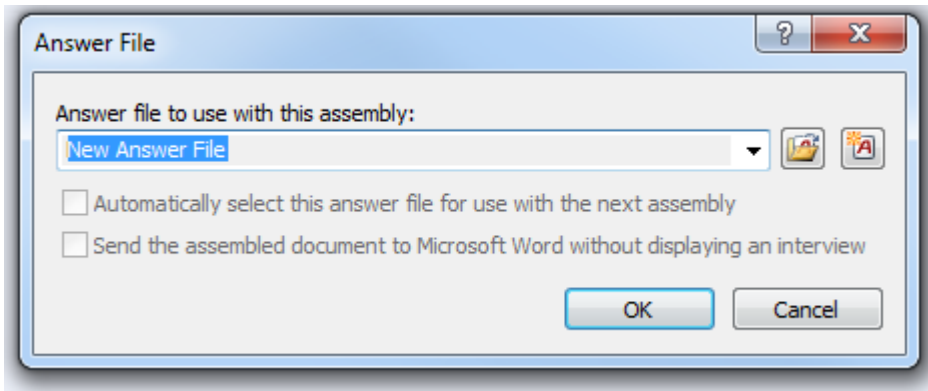 Answer File
Answer file to use with this assembly:
New Answer File
Automatically select this answer file for use with the next assembly
Send the assembled document to Microsoft Word without displaying an interview
OK Cancel